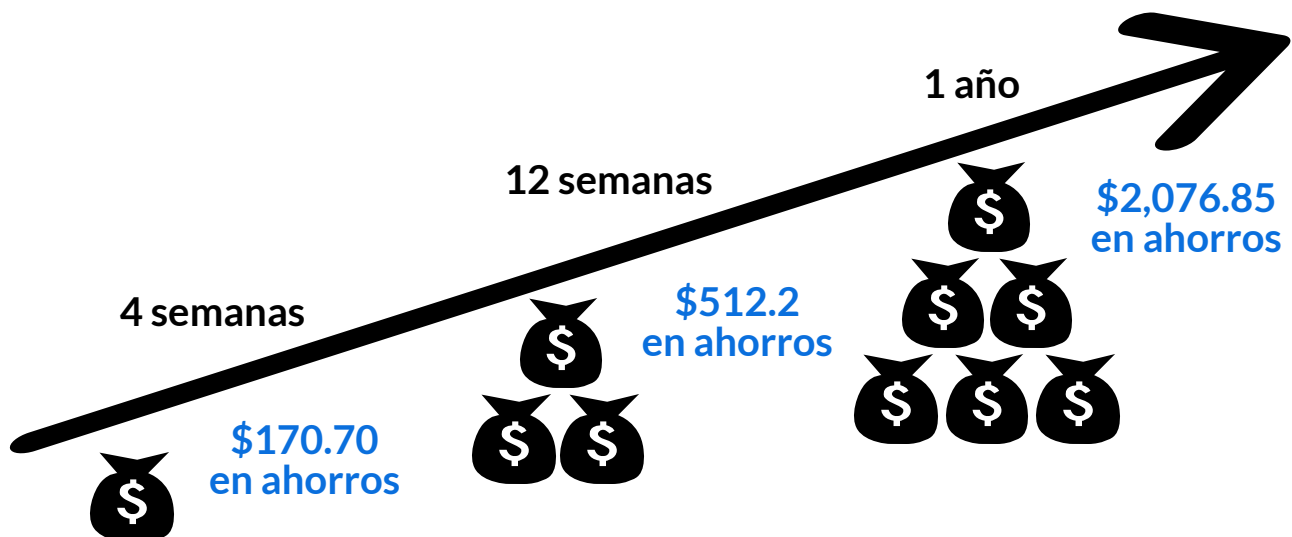 4 semanas
$170.70
en ahorros
$
12 semanas
$512.2
en ahorros
$
$ $
1 año
$2,076.85
en ahorros
$
$ $
$ $ $